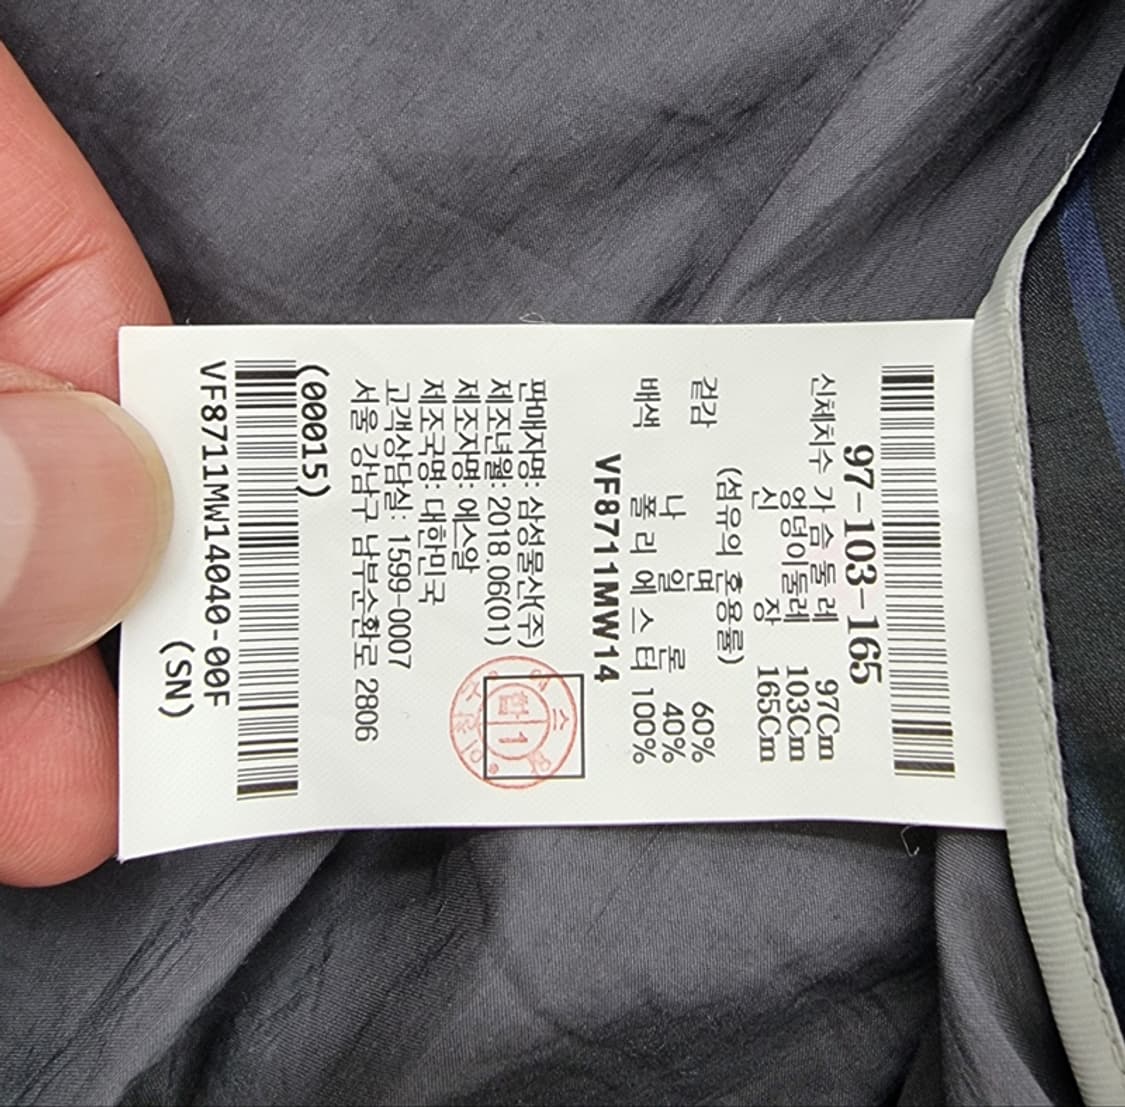 97-103-165
신체치수 가슴둘레 97Cm
엉덩이둘레 103Cm
신장 165Cm
(섬유의 혼용률)
겉감 면 60%
나일론 40%
배색 폴리에스터 100%
VF8711MW14
판매자명: 삼성물산(주)
제조년월: 2018.06(01)
제조자명: 에스알
제조국명: 대한민국
고객상담실: 1599-0007
서울 강남구 남부순환로 2806
(00015)
VF8711MW14040-00F
(SN)
합
1